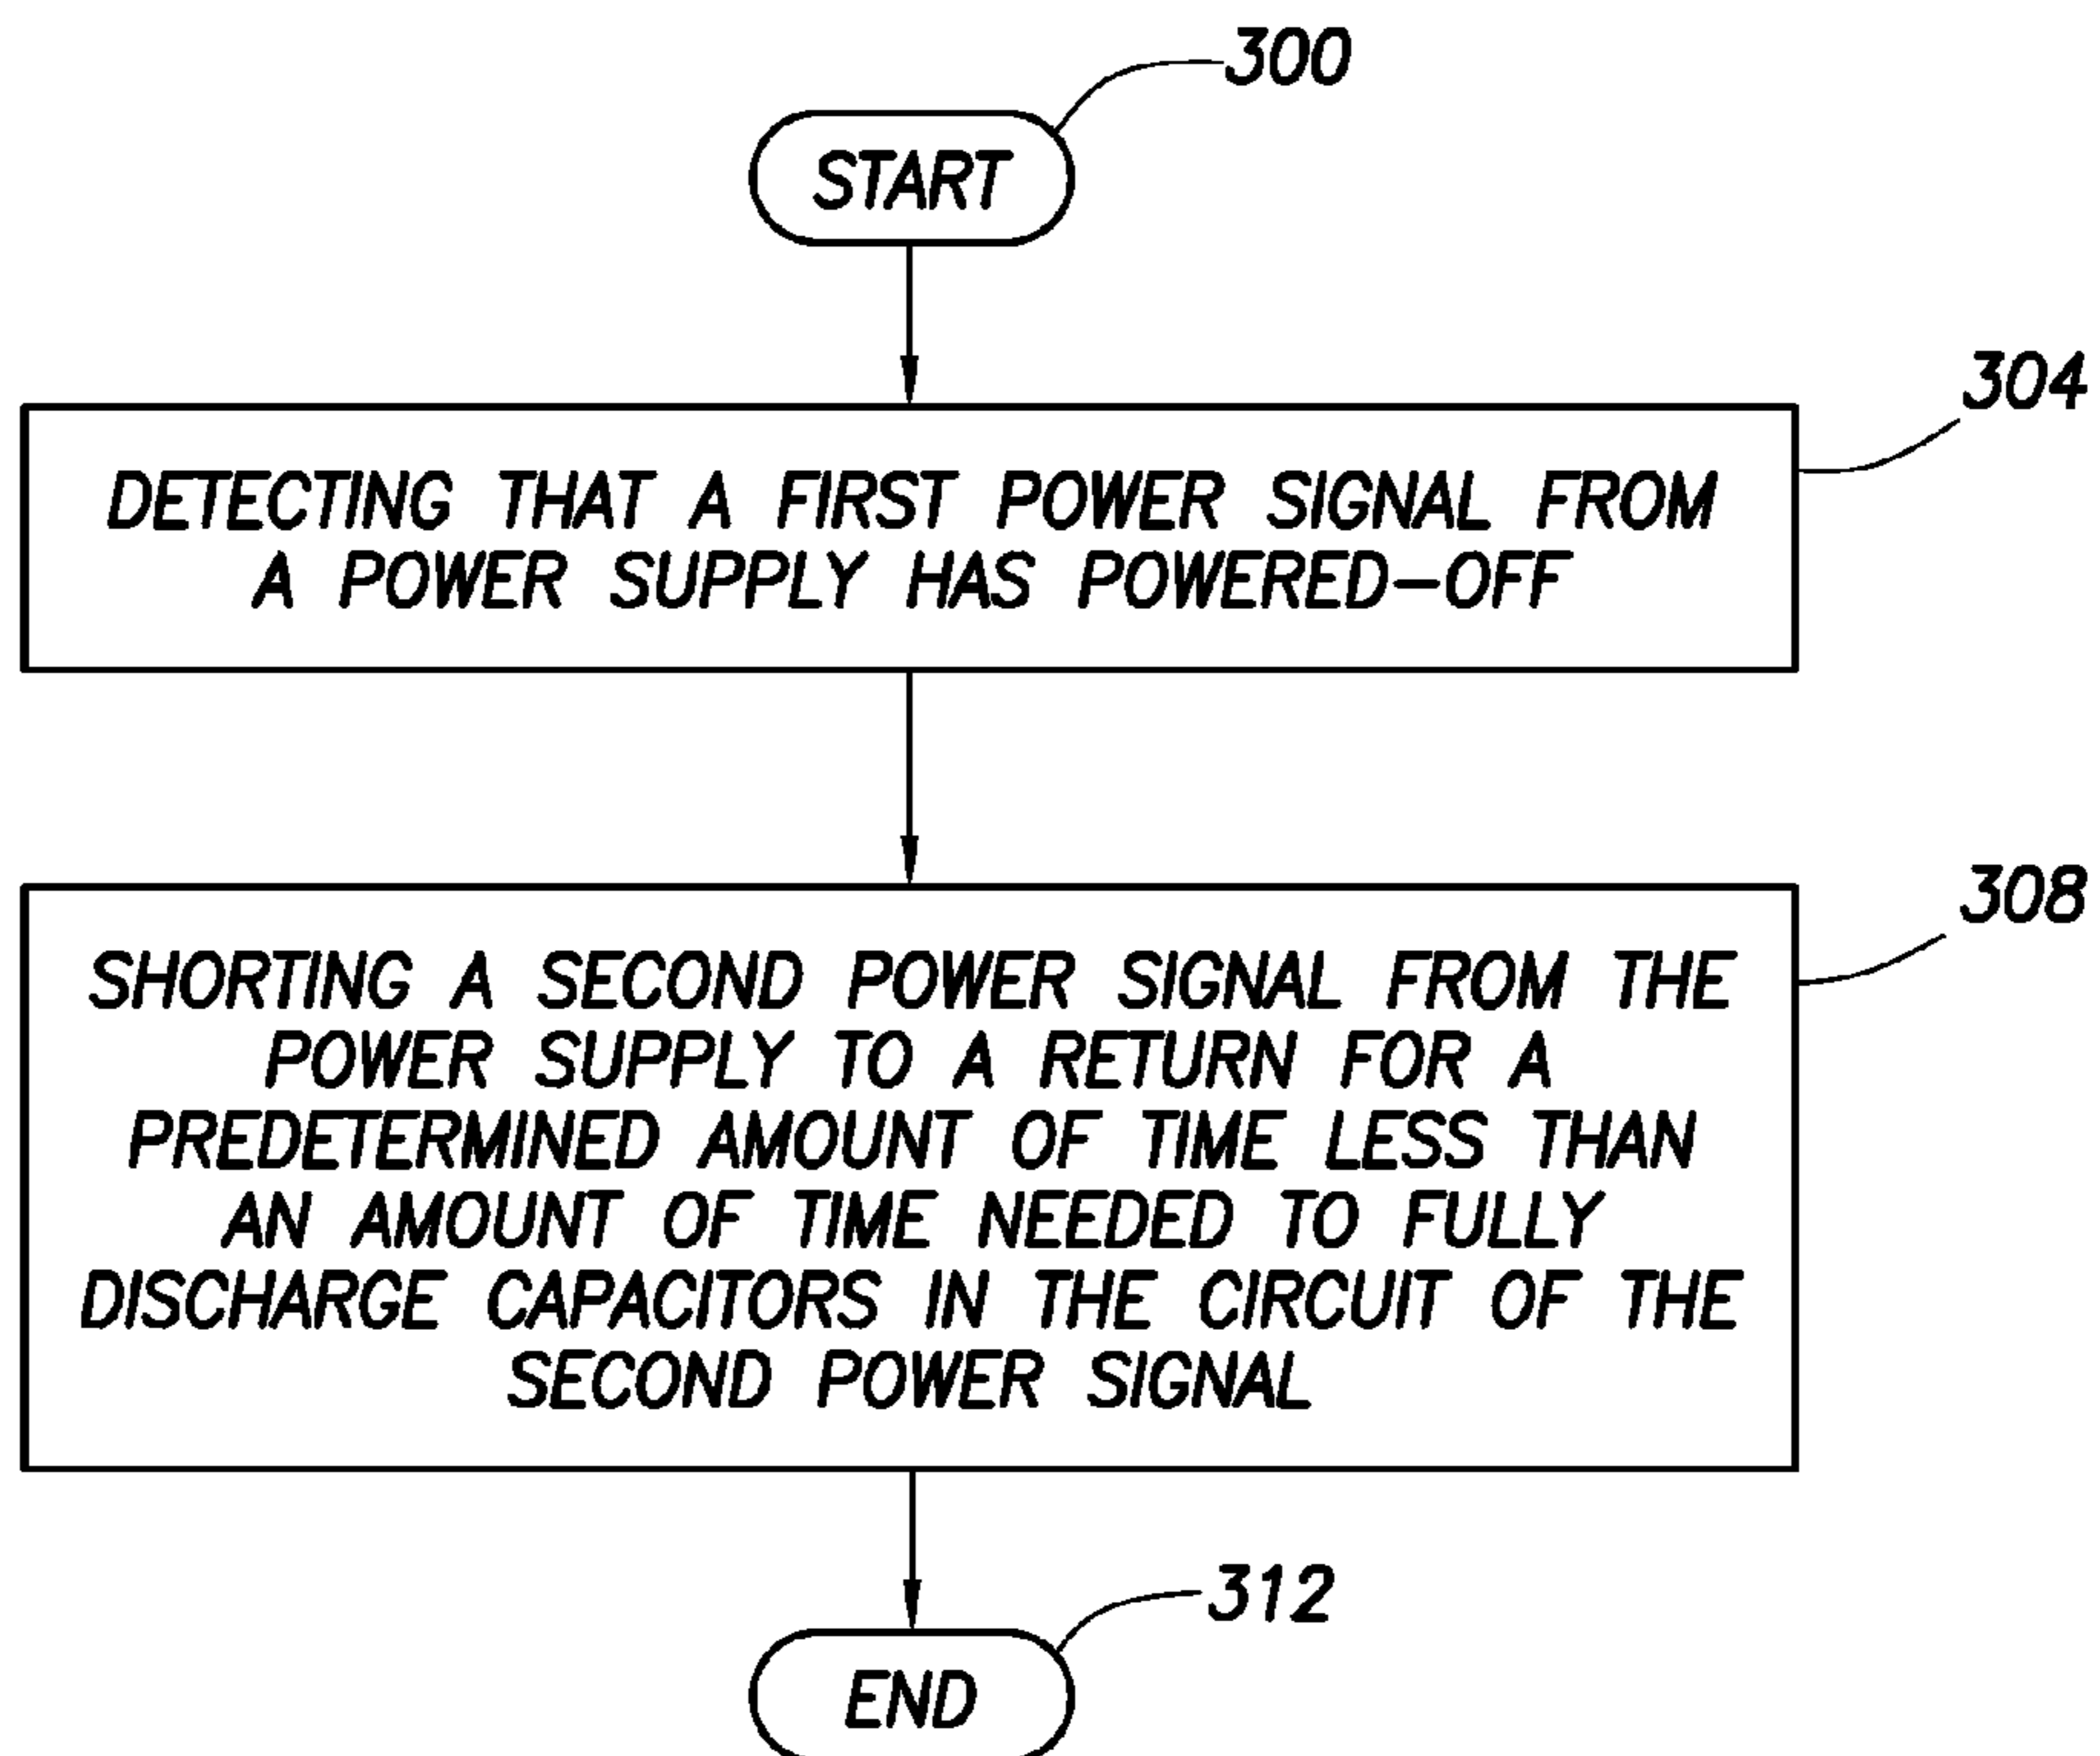 300
START
304
DETECTING THAT A FIRST POWER SIGNAL FROM
A POWER SUPPLY HAS POWERED-OFF
308
SHORTING A SECOND POWER SIGNAL FROM THE
POWER SUPPLY TO A RETURN FOR A
PREDETERMINED AMOUNT OF TIME LESS THAN
AN AMOUNT OF TIME NEEDED TO FULLY
DISCHARGE CAPACITORS IN THE CIRCUIT OF THE
SECOND POWER SIGNAL
312
END